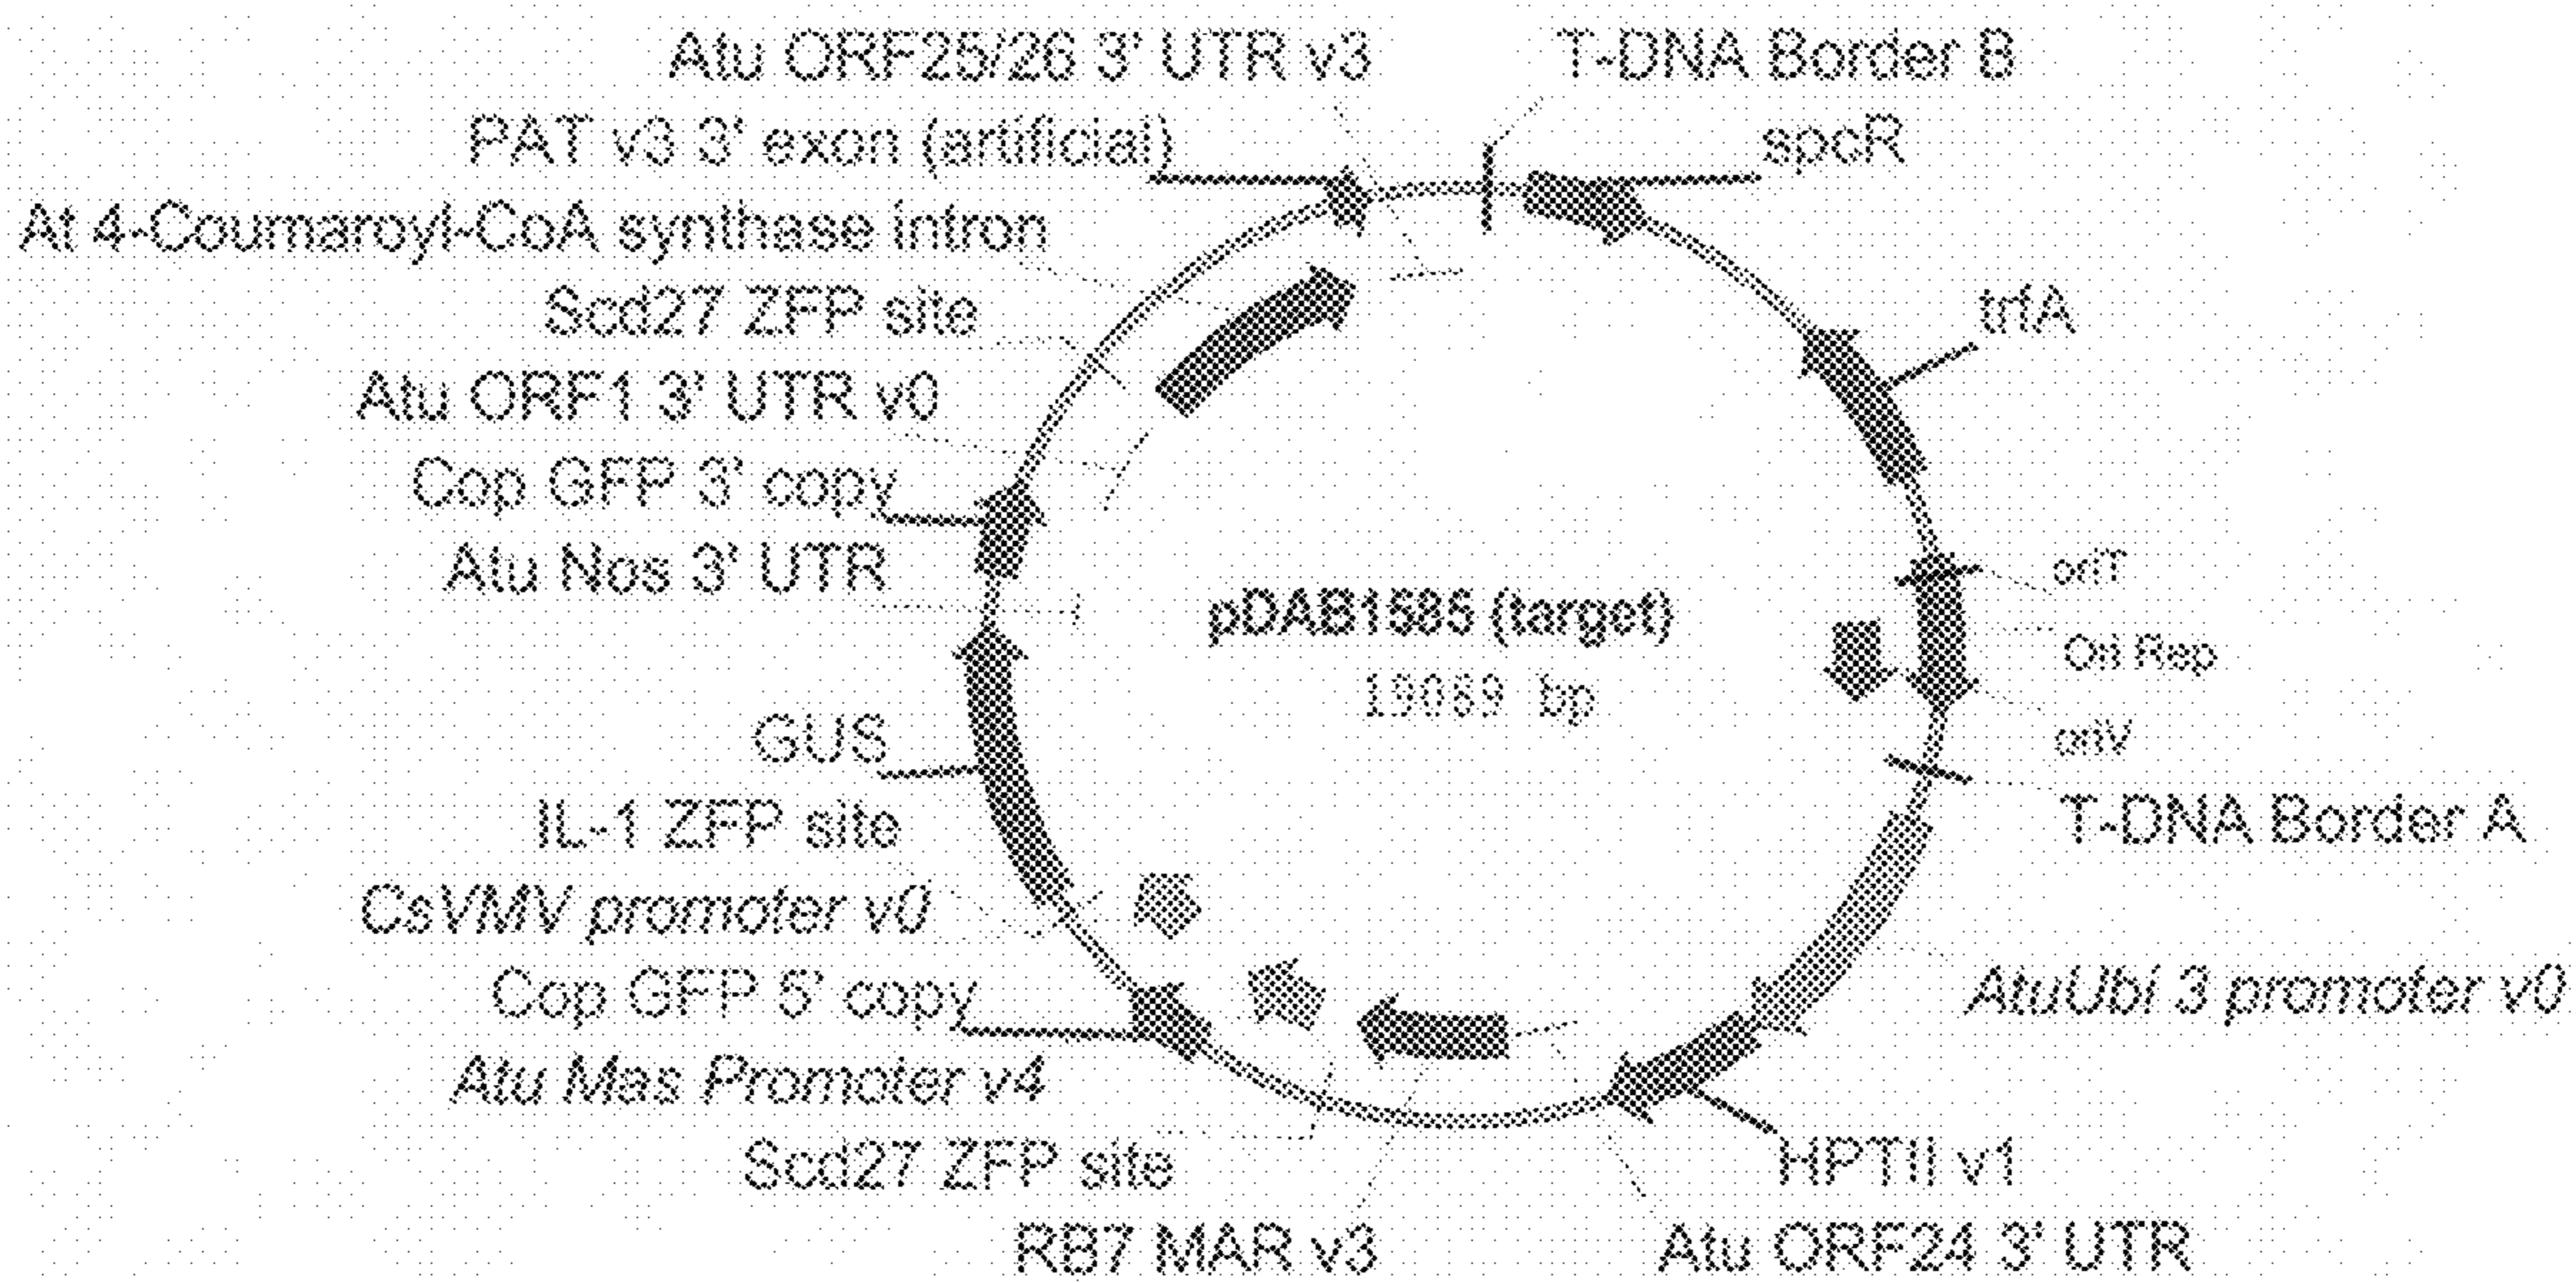 Atu ORF25/26 3' UTR v3
T-DNA Border B
PAT v3 3' exon (artificial)
spcR
At 4-Coumaroyl-CoA synthase intron
Scd27 ZFP site
trfA
Atu ORF1 3' UTR v0
Cop GFP 3' copy
Atu Nos 3' UTR
oriT
pDAB1585 (target)
Ori Rep
19089 bp
GUS
oriV
IL-1 ZFP site
T-DNA Border A
CsVMV promoter v0
Cop GFP 5' copy
AtuUbi 3 promoter v0
Atu Mas Promoter v4
Scd27 ZFP site
HPTII v1
RB7 MAR v3
Atu ORF24 3' UTR